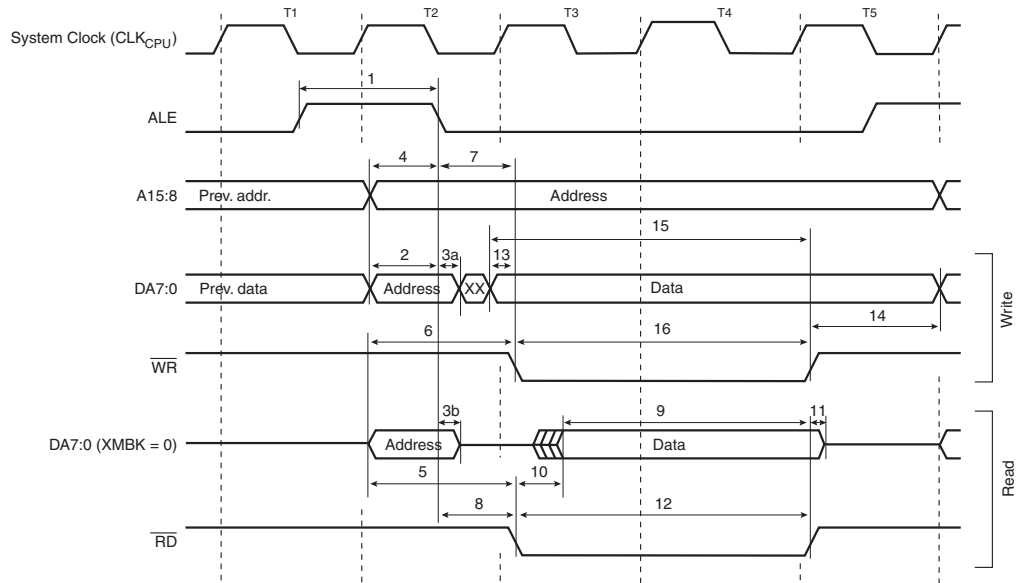 T1 T2 T3 T4 T5
System Clock (CLKCPU)
1
ALE
4 7
A15:8 Prev. addr. Address
15
2 3a 13
DA7:0 Prev. data Address XX Data
14
6 16
WR
Write
3b 9 11
DA7:0 (XMBK = 0) Address Data
5 10
8 12
RD
Read